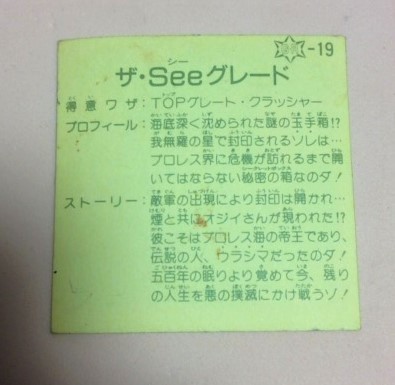 -19
シー
ザ・Seeグレード
得意ワザ:TOPグレート・クラッシャー
プロフィール:海底深く沈められた謎の玉手箱!?
我無羅の星で封印されるソレは…
プロレス界に危機が訪れるまで開
いてはならない秘密の箱なのダ!
ストーリー:敵軍の出現により封印は開かれ…
煙と共にオジイさんが現われた!?
彼こそはプロレス海の帝王であり、
伝説の人、ウラシマだったのダ!
五百年の眠りより覚めて今、残り
の人生を悪の撲滅にかけ戦うゾ!